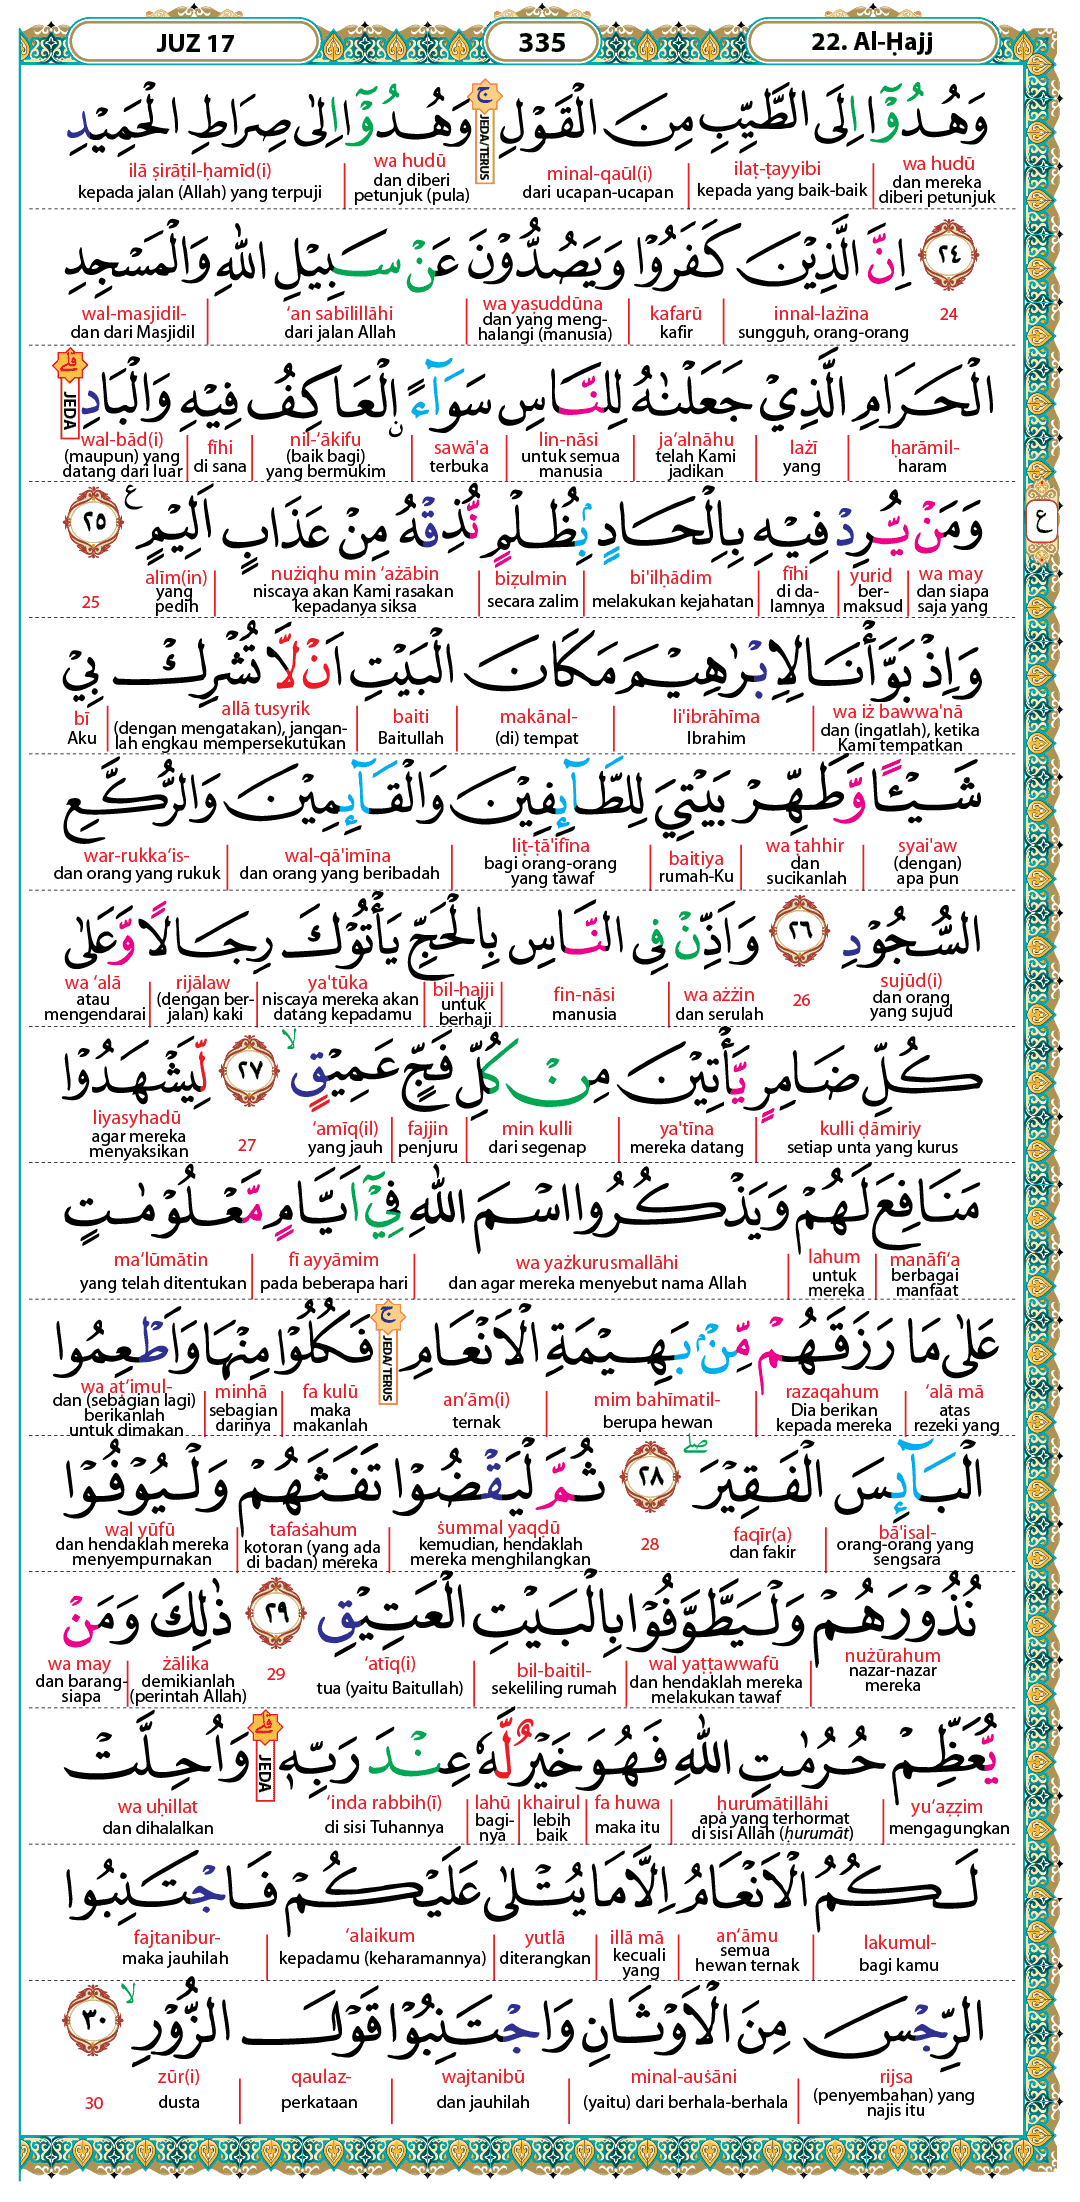 JUZ 17 335 22. Al-Ḥajj
وَهُدُوْٓا اِلَى الطَّيِّبِ مِنَ الْقَوْلِ ۚ وَهُدُوْٓا اِلٰى صِرَاطِ الْحَمِيْدِ
JEDA/TERUS
wa hudū ilaṭ-ṭayyibi minal-qaūl(i) wa hudū ilā ṣirāṭil-ḥamīd(i)
dan mereka diberi petunjuk kepada yang baik-baik dari ucapan-ucapan dan diberi petunjuk (pula) kepada jalan (Allah) yang terpuji
٢٤ اِنَّ الَّذِيْنَ كَفَرُوْا وَيَصُدُّوْنَ عَنْ سَبِيْلِ اللّٰهِ وَالْمَسْجِدِ
24 innal-lażīna kafarū wa yaṣuddūna ‘an sabīlillāhi wal-masjidil-
sungguh, orang-orang kafir dan yang meng-halangi (manusia) dari jalan Allah dan dari Masjidil
الْحَرَامِ الَّذِيْ جَعَلْنٰهُ لِلنَّاسِ سَوَاۤءً ۨالْعَاكِفُ فِيْهِ وَالْبَادِ ۗ
JEDA
ḥarāmil- lażī ja‘alnāhu lin-nāsi sawā'a nil-‘ākifu fīhi wal-bād(i)
haram yang telah Kami jadikan untuk semua manusia terbuka (baik bagi) yang bermukim di sana (maupun) yang datang dari luar
وَمَنْ يُّرِدْ فِيْهِ بِاِلْحَادٍۢ بِظُلْمٍ نُّذِقْهُ مِنْ عَذَابٍ اَلِيْمٍ ࣖ ٢٥
ع
wa may yurid fīhi bi'ilḥādim biẓulmin nużiqhu min ‘ażābin alīm(in) 25
dan siapa saja yang ber-maksud di da-lamnya melakukan kejahatan secara zalim niscaya akan Kami rasakan kepadanya siksa yang pedih
وَاِذْ بَوَّأْنَا لِاِبْرٰهِيْمَ مَكَانَ الْبَيْتِ اَنْ لَّا تُشْرِكْ بِيْ
wa iż bawwa'nā li'ibrāhīma makānal- baiti allā tusyrik bī
dan (ingatlah), ketika Kami tempatkan Ibrahim (di) tempat Baitullah (dengan mengatakan), jangan-lah engkau mempersekutukan Aku
شَيْـًٔا وَّطَهِّرْ بَيْتِيَ لِلطَّاۤىِٕفِيْنَ وَالْقَاۤىِٕمِيْنَ وَالرُّكَّعِ
syai'aw wa ṭahhir baitiya liṭ-ṭā'ifīna wal-qā'imīna war-rukka‘is-
(dengan) apa pun dan sucikanlah rumah-Ku bagi orang-orang yang tawaf dan orang yang beribadah dan orang yang rukuk
السُّجُوْدِ ٢٦ وَاَذِّنْ فِى النَّاسِ بِالْحَجِّ يَأْتُوْكَ رِجَالًا وَّعَلٰى
sujūd(i) 26 wa ażżin fin-nāsi bil-hajji ya'tūka rijālaw wa ‘alā
dan orang yang sujud dan serulah manusia untuk berhaji niscaya mereka akan datang kepadamu (dengan ber-jalan) kaki atau mengendarai
كُلِّ ضَامِرٍ يَّأْتِيْنَ مِنْ كُلِّ فَجٍّ عَمِيْقٍ ۙ ٢٧ لِّيَشْهَدُوْا
kulli ḍāmiriy ya'tīna min kulli fajjin ‘amīq(il) 27 liyasyhadū
setiap unta yang kurus mereka datang dari segenap penjuru yang jauh agar mereka menyaksikan
مَنَافِعَ لَهُمْ وَيَذْكُرُوا اسْمَ اللّٰهِ فِيْٓ اَيَّامٍ مَّعْلُوْمٰتٍ
manāfi‘a lahum wa yażkurusmallāhi fī ayyāmim ma‘lūmātin
berbagai manfaat untuk mereka dan agar mereka menyebut nama Allah pada beberapa hari yang telah ditentukan
عَلٰى مَا رَزَقَهُمْ مِّنْۢ بَهِيْمَةِ الْاَنْعَامِ ۚ فَكُلُوْا مِنْهَا وَاَطْعِمُوا
JEDA/TERUS
‘alā mā razaqahum mim bahīmatil- an‘ām(i) fa kulū minhā wa aṭ‘imul-
atas rezeki yang Dia berikan kepada mereka berupa hewan ternak maka makanlah sebagian darinya dan (sebagian lagi) berikanlah untuk dimakan
الْبَاۤىِٕسَ الْفَقِيْرَ ۖ ٢٨ ثُمَّ لْيَقْضُوْا تَفَثَهُمْ وَلْيُوْفُوْا
bā'isal- faqīr(a) 28 ṡummal yaqḍū tafaṡahum wal yūfū
orang-orang yang sengsara dan fakir kemudian, hendaklah mereka menghilangkan kotoran (yang ada di badan) mereka dan hendaklah mereka menyempurnakan
نُذُوْرَهُمْ وَلْيَطَّوَّفُوْا بِالْبَيْتِ الْعَتِيْقِ ٢٩ ذٰلِكَ وَمَنْ
nużūrahum wal yaṭṭawwafū bil-baitil- ‘atīq(i) 29 żālika wa may
nazar-nazar mereka dan hendaklah mereka melakukan tawaf sekeliling rumah tua (yaitu Baitullah) demikianlah (perintah Allah) dan barang-siapa
يُّعَظِّمْ حُرُمٰتِ اللّٰهِ فَهُوَ خَيْرٌ لَّهٗ عِنْدَ رَبِّهٖ ۗ وَاُحِلَّتْ
JEDA
yu‘aẓẓim ḥurumātillāhi fa huwa khairul lahū ‘inda rabbih(ī) wa uḥillat
mengagungkan apa yang terhormat di sisi Allah (ḥurumāt) maka itu lebih baik bagi-nya di sisi Tuhannya dan dihalalkan
لَكُمُ الْاَنْعَامُ اِلَّا مَا يُتْلٰى عَلَيْكُمْ فَاجْتَنِبُوا
lakumul- an‘āmu illā mā yutlā ‘alaikum fajtanibur-
bagi kamu semua hewan ternak kecuali yang diterangkan kepadamu (keharamannya) maka jauhilah
الرِّجْسَ مِنَ الْاَوْثَانِ وَاجْتَنِبُوْا قَوْلَ الزُّوْرِ ۙ ٣٠
rijsa minal-auṡāni wajtanibū qaulaz- zūr(i) 30
(penyembahan) yang najis itu (yaitu) dari berhala-berhala dan jauhilah perkataan dusta